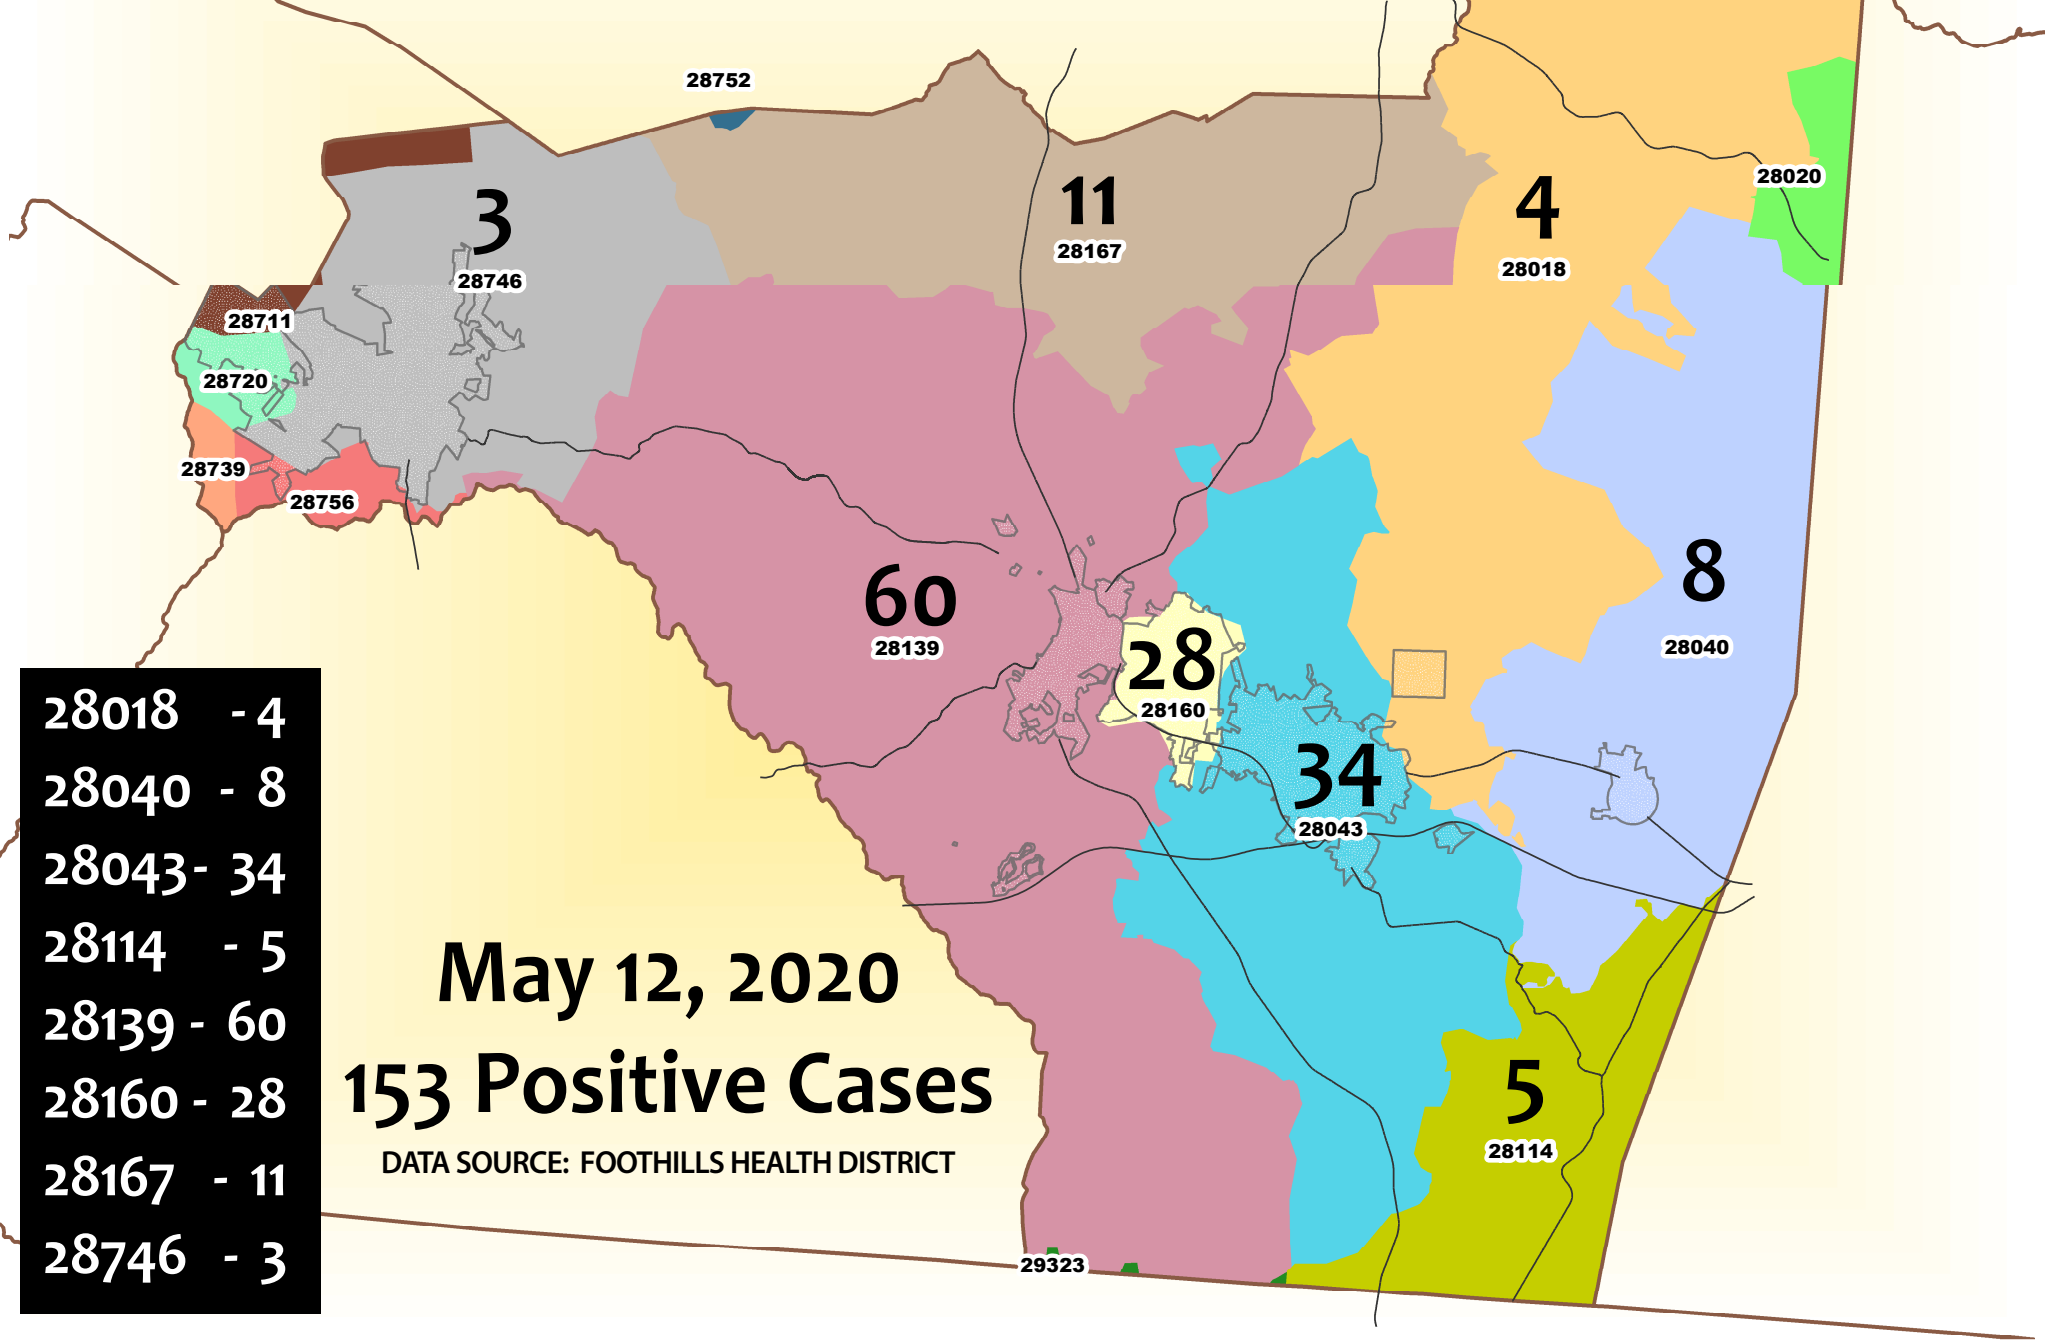 28752
28020
3
28746
11
28167
4
28018
28711
28720
28739
28756
60
28139
28
28160
8
28040
34
28043
28018 - 4
28040 - 8
28043 - 34
28114 - 5
28139 - 60
28160 - 28
28167 - 11
28746 - 3
May 12, 2020
153 Positive Cases
DATA SOURCE: FOOTHILLS HEALTH DISTRICT
5
28114
29323